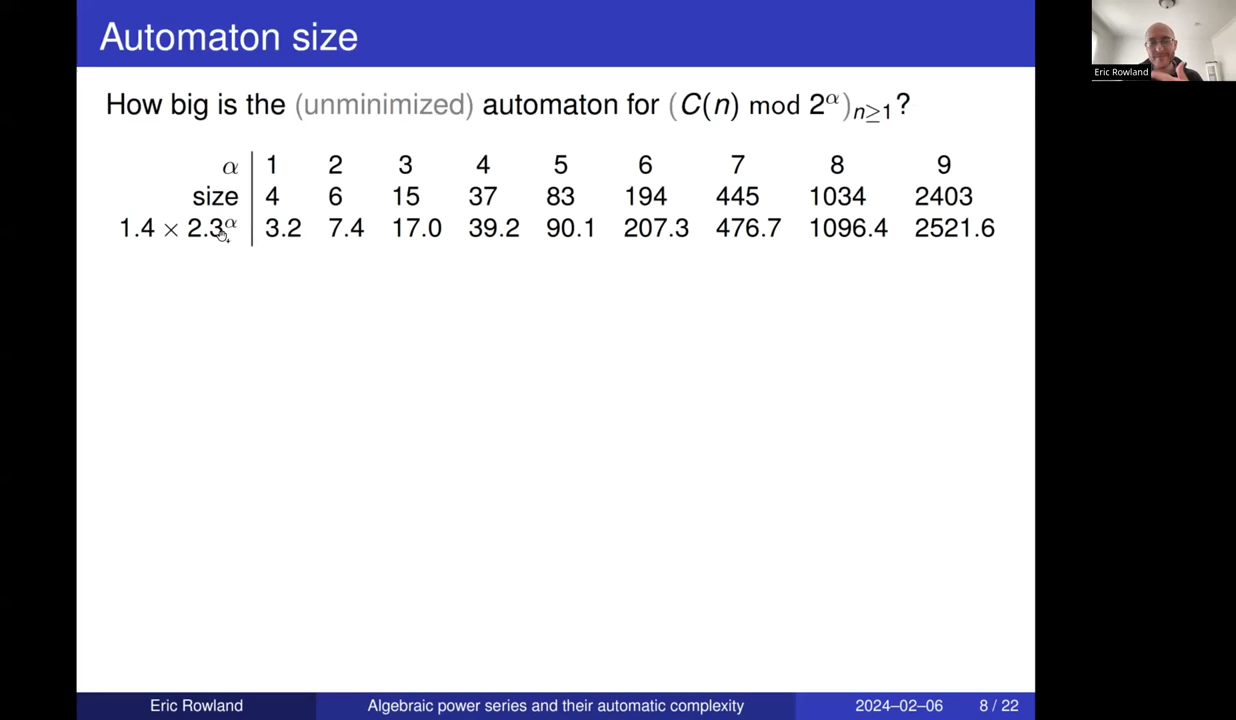 Automaton size
Eric Rowland
How big is the (unminimized) automaton for (C(n) mod 2^α)_{n≥1}?
α 1 2 3 4 5 6 7 8 9
size 4 6 15 37 83 194 445 1034 2403
1.4 × 2.3^α 3.2 7.4 17.0 39.2 90.1 207.3 476.7 1096.4 2521.6
Eric Rowland Algebraic power series and their automatic complexity 2024–02–06 8 / 22